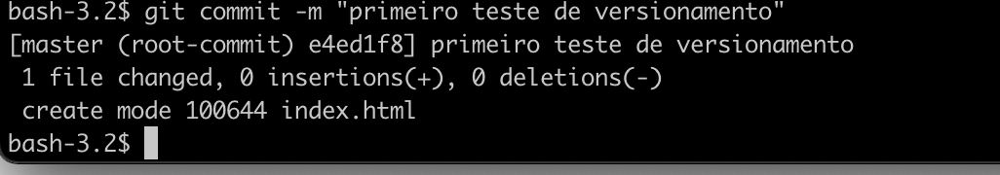 bash-3.2$ git commit -m "primeiro teste de versionamento"
[master (root-commit) e4ed1f8] primeiro teste de versionamento
 1 file changed, 0 insertions(+), 0 deletions(-)
 create mode 100644 index.html
bash-3.2$